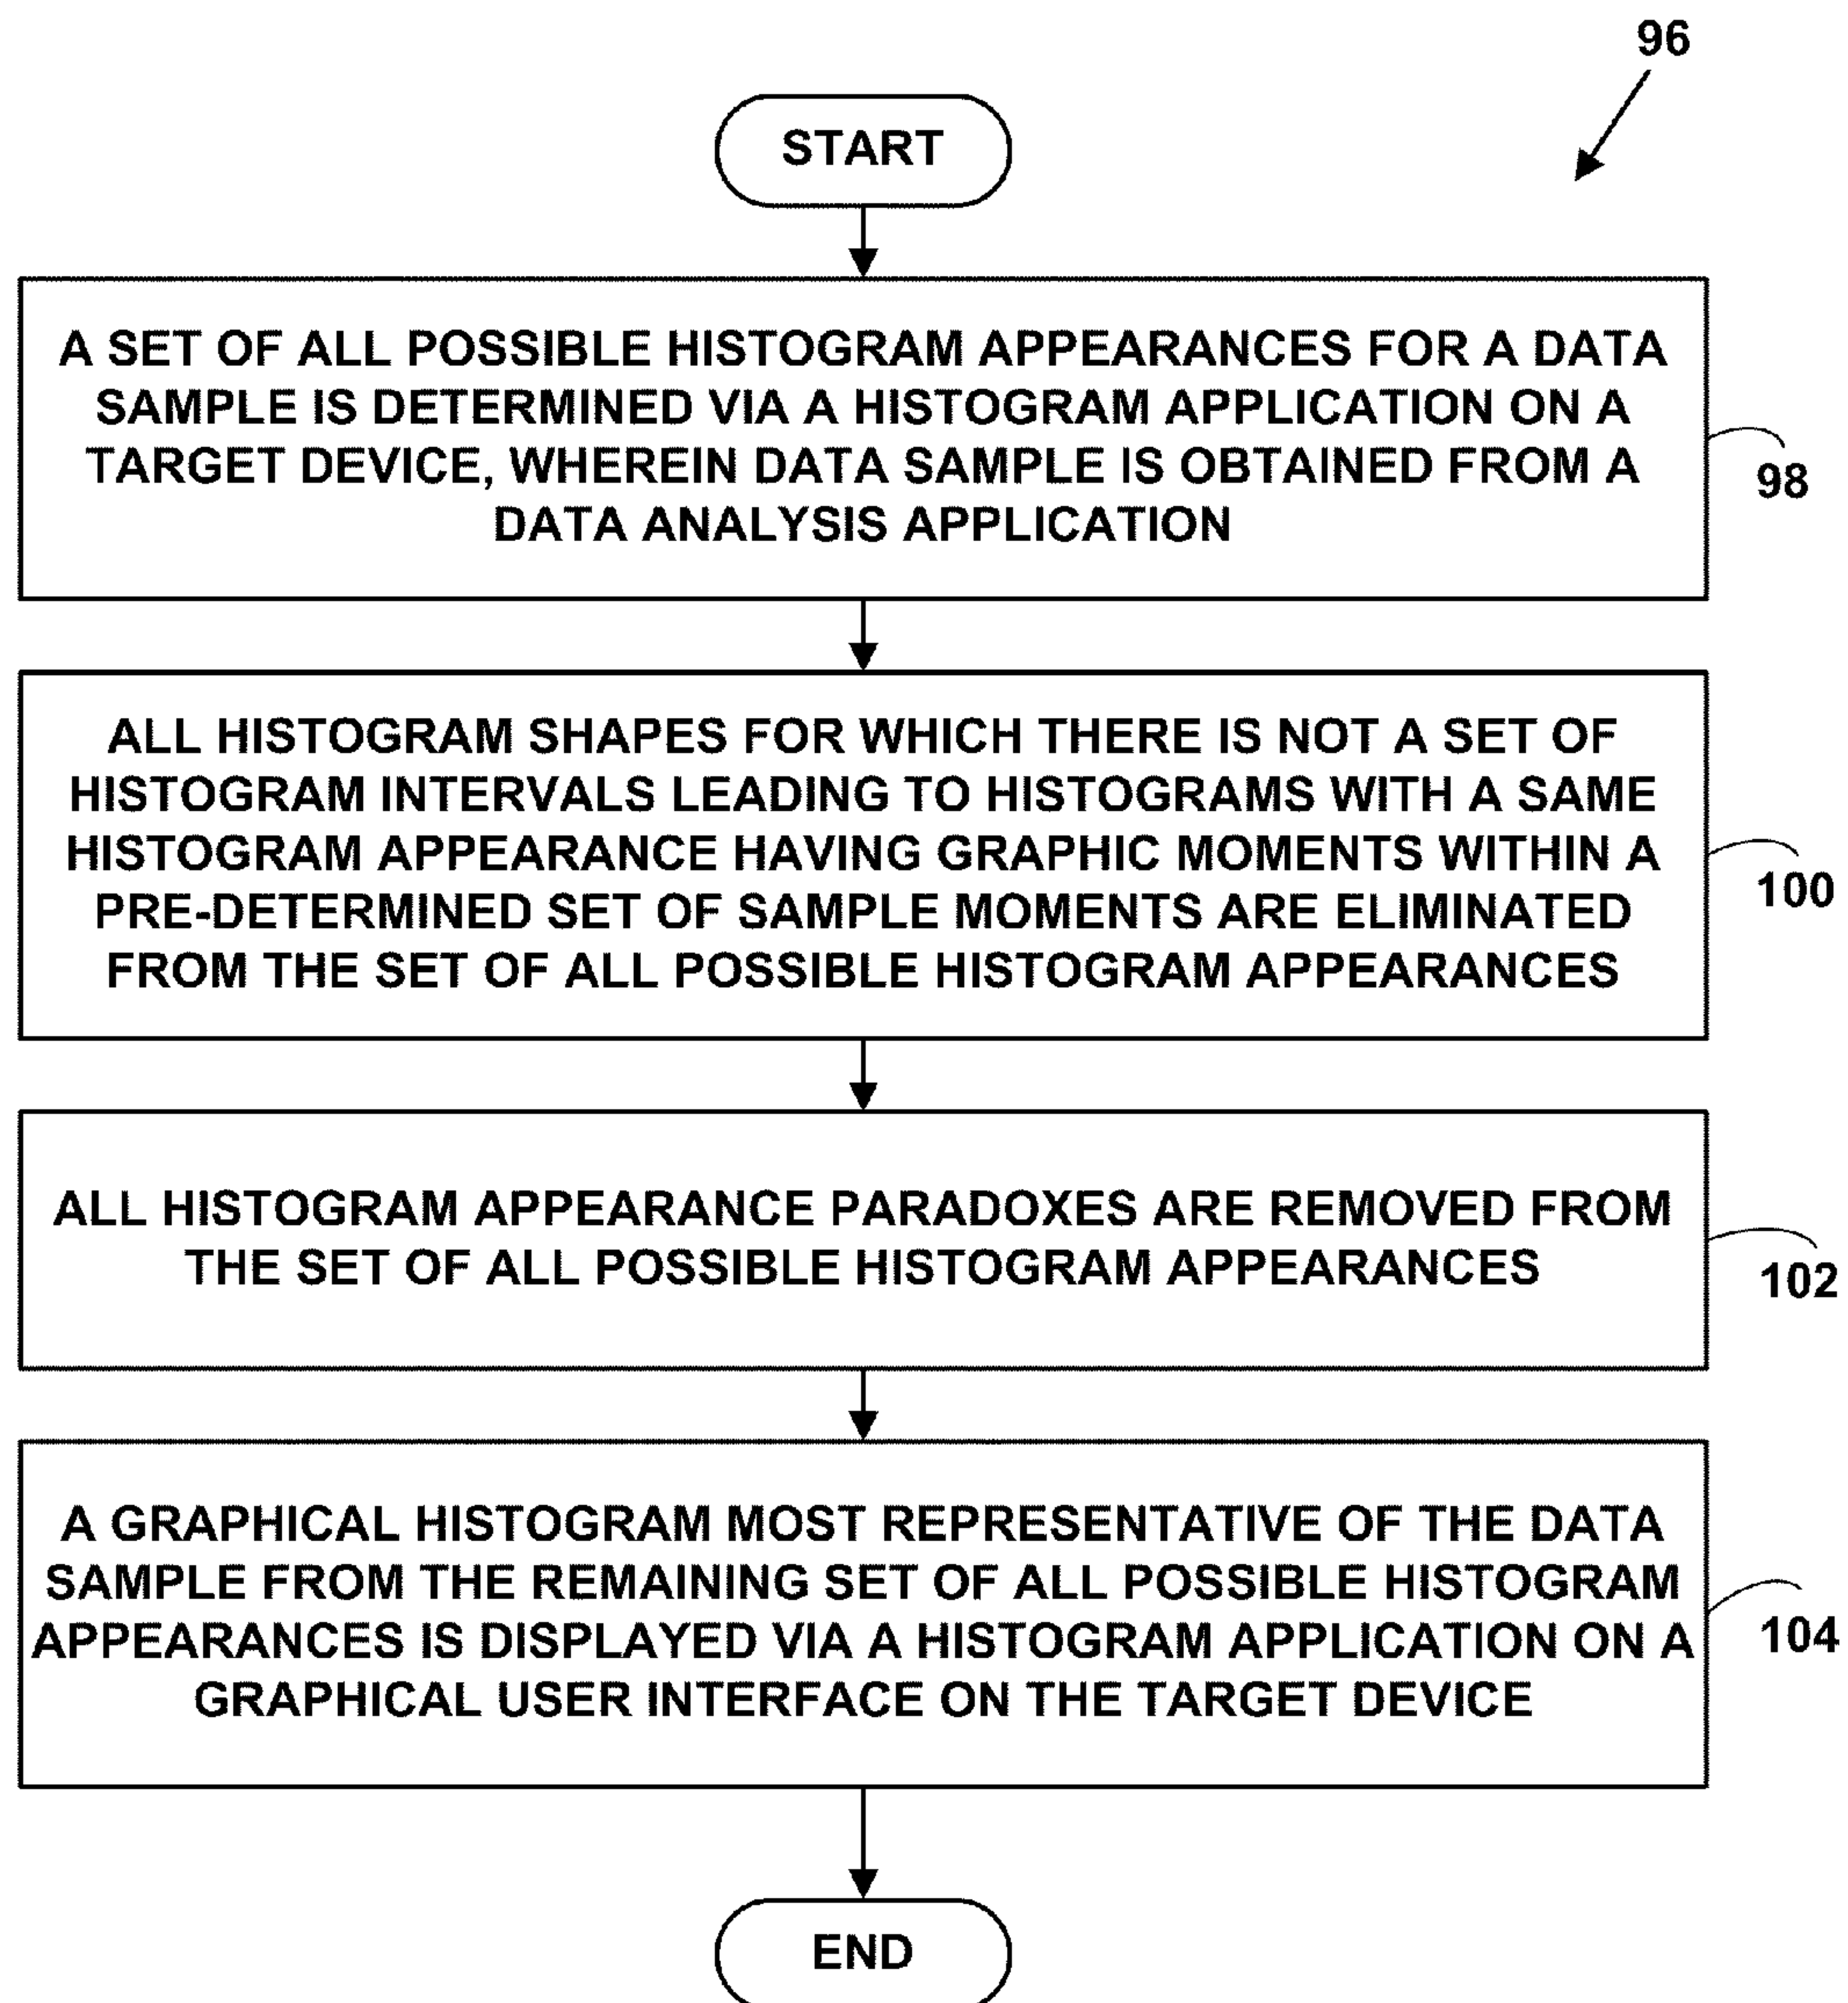 96
START
A SET OF ALL POSSIBLE HISTOGRAM APPEARANCES FOR A DATA
SAMPLE IS DETERMINED VIA A HISTOGRAM APPLICATION ON A
TARGET DEVICE, WHEREIN DATA SAMPLE IS OBTAINED FROM A
DATA ANALYSIS APPLICATION
98
ALL HISTOGRAM SHAPES FOR WHICH THERE IS NOT A SET OF
HISTOGRAM INTERVALS LEADING TO HISTOGRAMS WITH A SAME
HISTOGRAM APPEARANCE HAVING GRAPHIC MOMENTS WITHIN A
PRE-DETERMINED SET OF SAMPLE MOMENTS ARE ELIMINATED
FROM THE SET OF ALL POSSIBLE HISTOGRAM APPEARANCES
100
ALL HISTOGRAM APPEARANCE PARADOXES ARE REMOVED FROM
THE SET OF ALL POSSIBLE HISTOGRAM APPEARANCES
102
A GRAPHICAL HISTOGRAM MOST REPRESENTATIVE OF THE DATA
SAMPLE FROM THE REMAINING SET OF ALL POSSIBLE HISTOGRAM
APPEARANCES IS DISPLAYED VIA A HISTOGRAM APPLICATION ON A
GRAPHICAL USER INTERFACE ON THE TARGET DEVICE
104
END